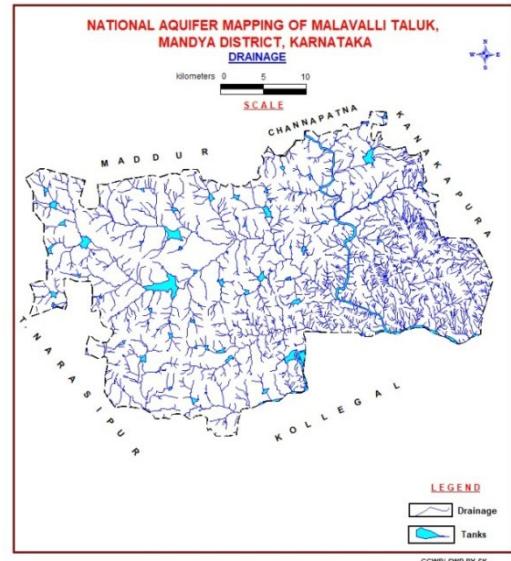 NATIONAL AQUIFER MAPPING OF MALAVALLI TALUK,
MANDYA DISTRICT, KARNATAKA
DRAINAGE
kilometers 0 5 10
SCALE
N
W E
S
CHANNAPATNA
KANAKAPURA
MADDUR
T. NARASIPUR
KOLLEGAL
LEGEND
Drainage
Tanks